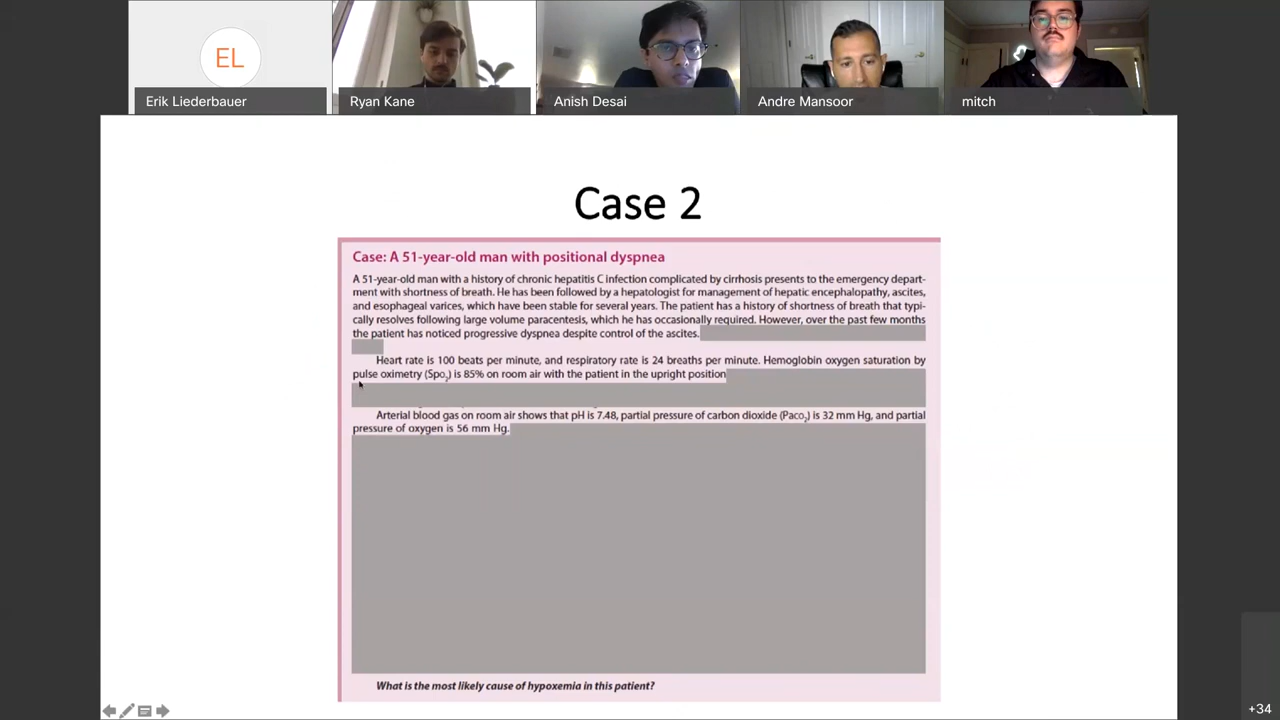 EL
Erik Liederbauer
Ryan Kane
Anish Desai
Andre Mansoor
mitch
Case 2
Case: A 51-year-old man with positional dyspnea
A 51-year-old man with a history of chronic hepatitis C infection complicated by cirrhosis presents to the emergency depart-
ment with shortness of breath. He has been followed by a hepatologist for management of hepatic encephalopathy, ascites,
and esophageal varices, which have been stable for several years. The patient has a history of shortness of breath that typi-
cally resolves following large volume paracentesis, which he has occasionally required. However, over the past few months
the patient has noticed progressive dyspnea despite control of the ascites.
Heart rate is 100 beats per minute, and respiratory rate is 24 breaths per minute. Hemoglobin oxygen saturation by
pulse oximetry (Spo₂) is 85% on room air with the patient in the upright position
Arterial blood gas on room air shows that pH is 7.48, partial pressure of carbon dioxide (Paco₂) is 32 mm Hg, and partial
pressure of oxygen is 56 mm Hg.
What is the most likely cause of hypoxemia in this patient?
+34